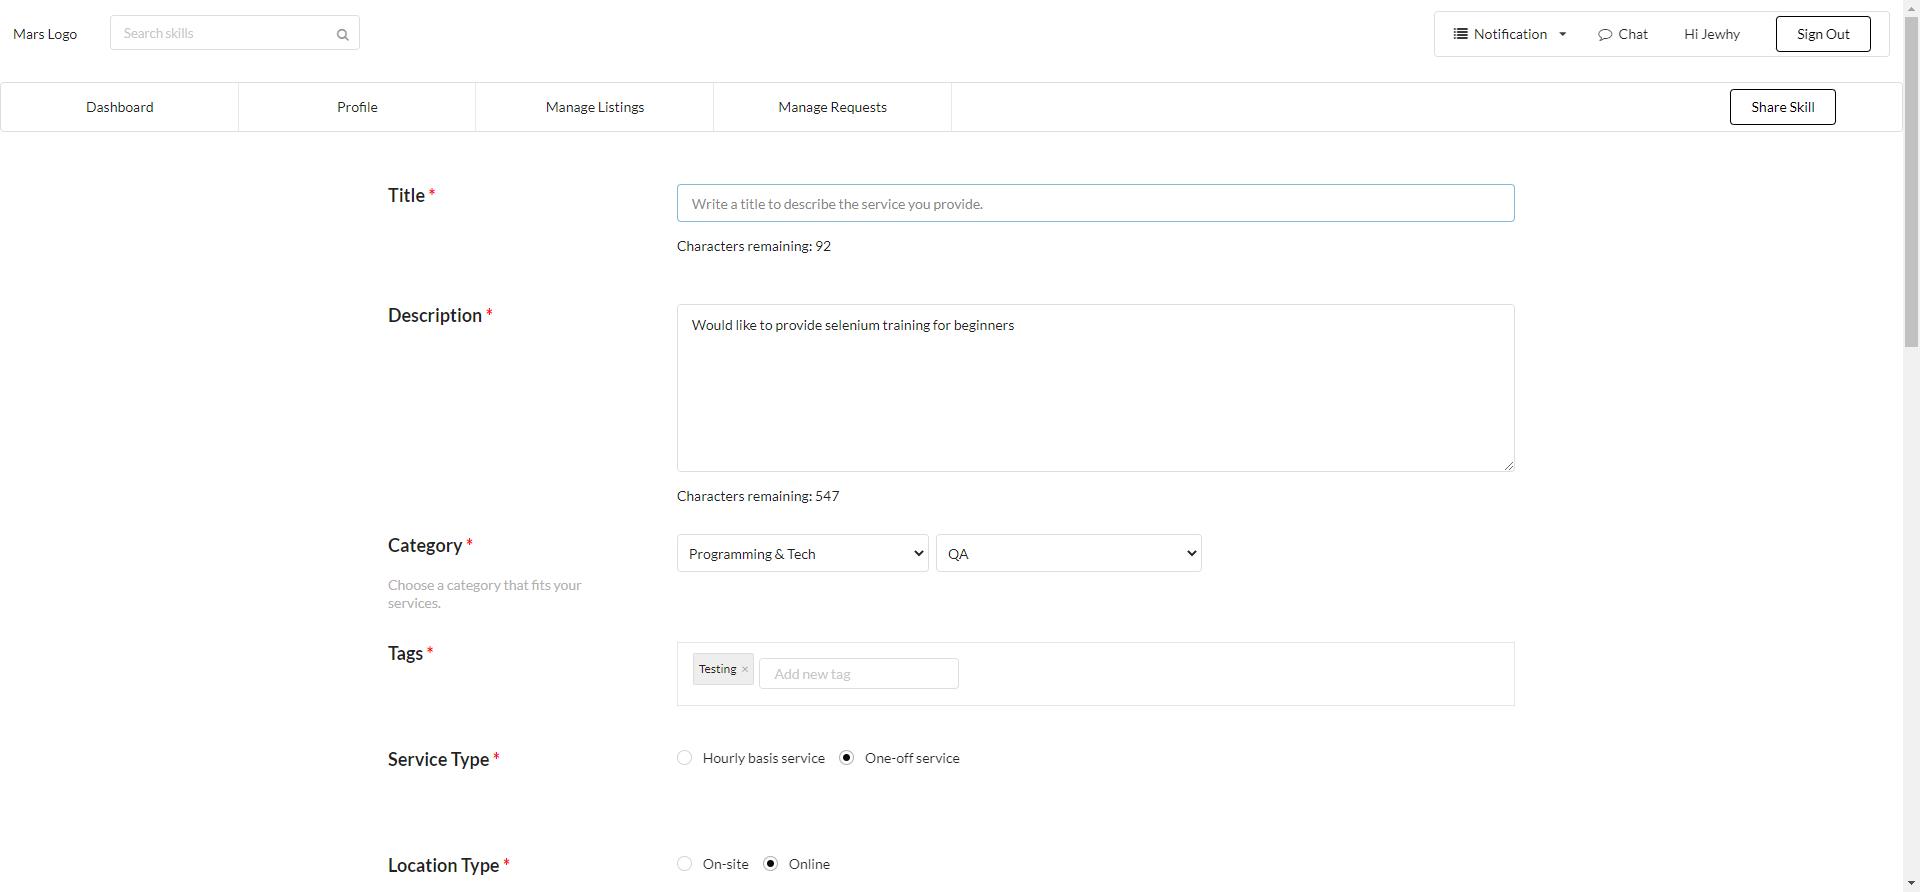 Mars Logo
Search skills
Notification
Chat
Hi Jewhy
Sign Out
Dashboard
Profile
Manage Listings
Manage Requests
Share Skill
Title *
Write a title to describe the service you provide.
Characters remaining: 92
Description *
Would like to provide selenium training for beginners
Characters remaining: 547
Category *
Choose a category that fits your
services.
Programming & Tech
QA
Tags *
Testing ×
Add new tag
Service Type *
Hourly basis service
One-off service
Location Type *
On-site
Online